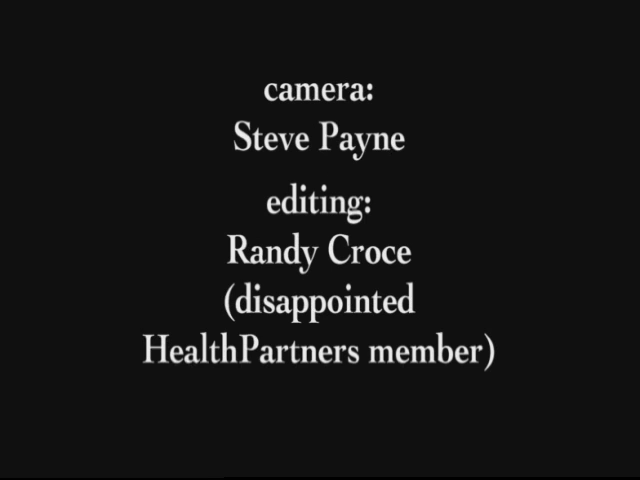 camera:
Steve Payne
editing:
Randy Croce
(disappointed
HealthPartners member)